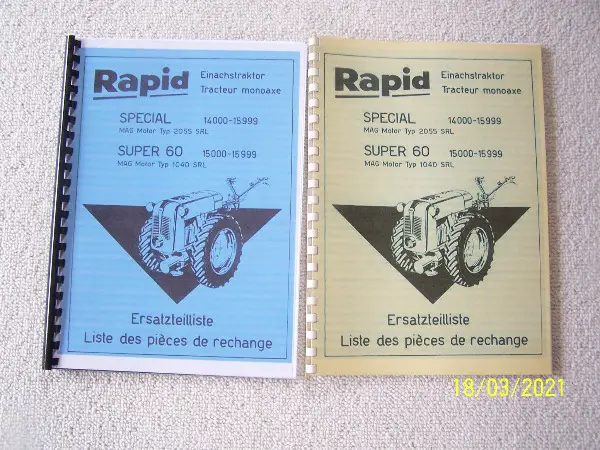 Rapid
Einachstraktor
Tracteur monoaxe
SPECIAL 14000-15999
MAG Motor Typ 2055 SRL
SUPER 60 15000-15999
MAG Motor Typ 1040 SRL
Ersatzteilliste
Liste des pièces de rechange
Rapid
Einachstraktor
Tracteur monoaxe
SPECIAL 14000-15999
MAG Motor Typ 2055 SRL
SUPER 60 15000-15999
MAG Motor Typ 1040 SRL
Ersatzteilliste
Liste des pièces de rechange
18/03/2021